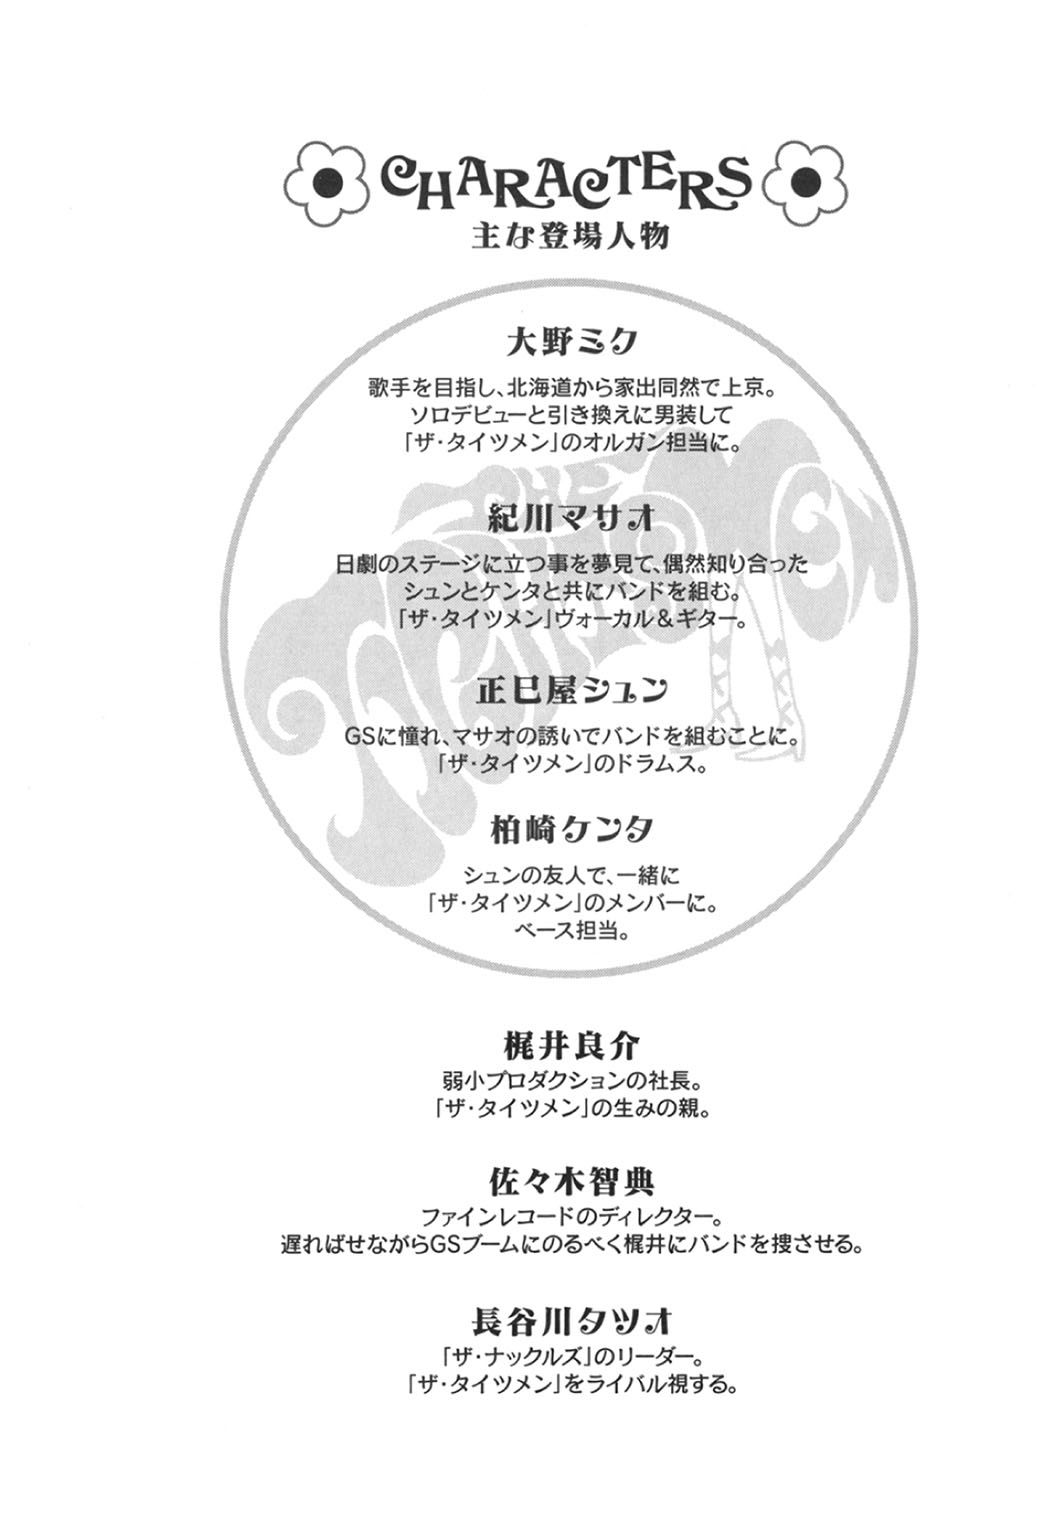 CHARACTERS
主な登場人物
大野ミク
歌手を目指し、北海道から家出同然で上京。
ソロデビューと引き換えに男装して
「ザ・タイツメン」のオルガン担当に。
紀川マサオ
日劇のステージに立つ事を夢見て、偶然知り合った
シュンとケンタと共にバンドを組む。
「ザ・タイツメン」ヴォーカル&ギター。
正巳屋シュン
GSに憧れ、マサオの誘いでバンドを組むことに。
「ザ・タイツメン」のドラムス。
柏崎ケンタ
シュンの友人で、一緒に
「ザ・タイツメン」のメンバーに。
ベース担当。
THE
TIGHTS MEN
梶井良介
弱小プロダクションの社長。
「ザ・タイツメン」の生みの親。
佐々木智典
ファインレコードのディレクター。
遅ればせながらGSブームにのるべく梶井にバンドを捜させる。
長谷川タツオ
「ザ・ナックルズ」のリーダー。
「ザ・タイツメン」をライバル視する。